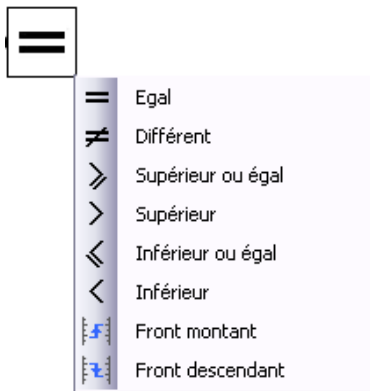 =
= Egal
≠ Différent
⩾ Supérieur ou égal
> Supérieur
⩽ Inférieur ou égal
< Inférieur
Front montant
Front descendant